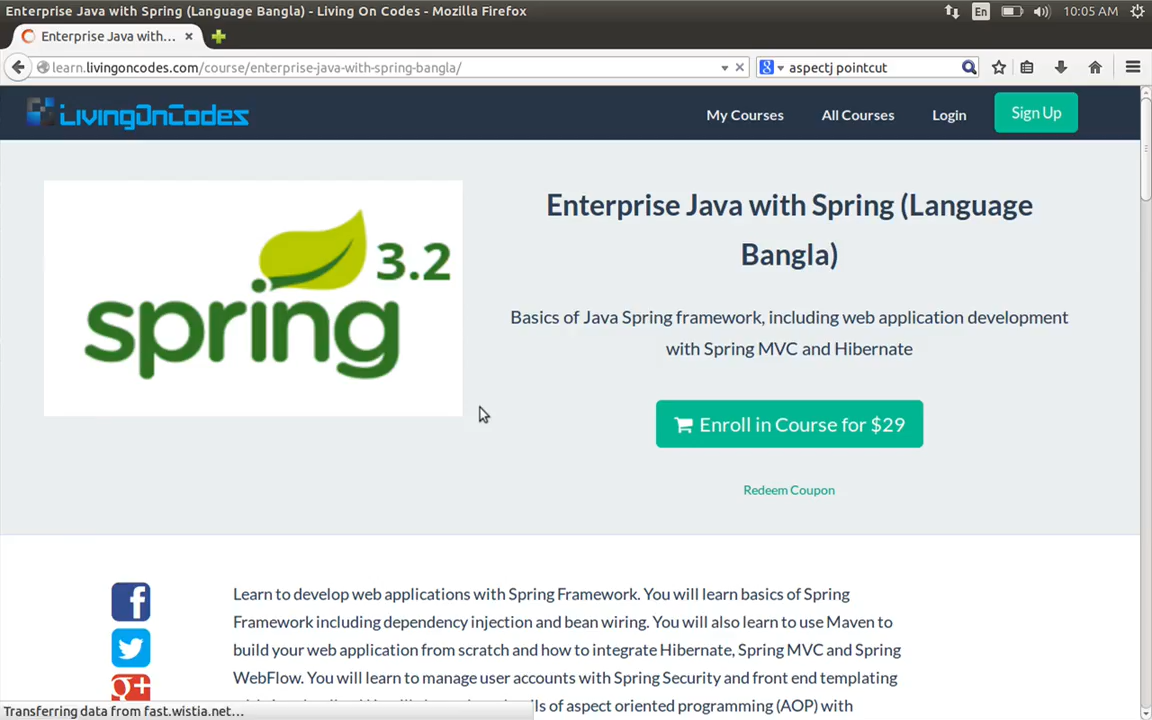 Enterprise Java with Spring (Language Bangla) - Living On Codes - Mozilla Firefox
En
10:05 AM
Enterprise Java with...
learn.livingoncodes.com/course/enterprise-java-with-spring-bangla/
8
aspectj pointcut
LivingOnCodes
My Courses
All Courses
Login
Sign Up
3.2
spring
Enterprise Java with Spring (Language
Bangla)
Basics of Java Spring framework, including web application development
with Spring MVC and Hibernate
Enroll in Course for $29
Redeem Coupon
f
g+
Learn to develop web applications with Spring Framework. You will learn basics of Spring
Framework including dependency injection and bean wiring. You will also learn to use Maven to
build your web application from scratch and how to integrate Hibernate, Spring MVC and Spring
WebFlow. You will learn to manage user accounts with Spring Security and front end templating
of aspect oriented programming (AOP) with
Transferring data from fast.wistia.net...